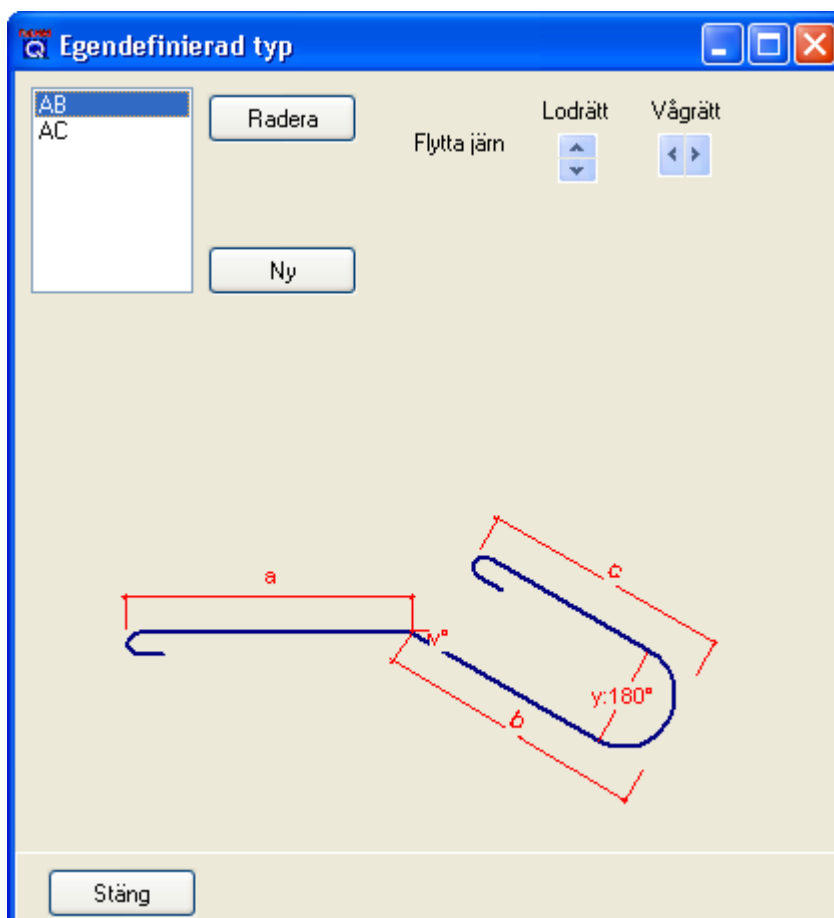 Egendefinierad typ
AB
AC
Radera
Ny
Flytta järn
Lodrätt
Vågrätt
a
v°
b
c
y:180°
Stäng